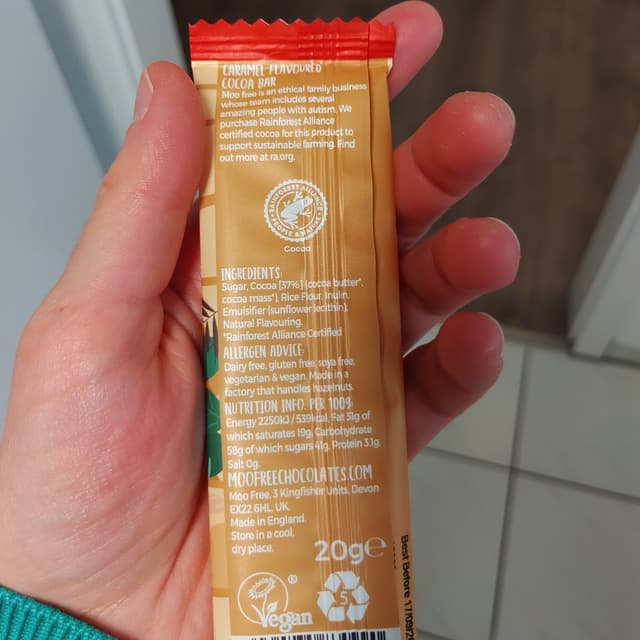 CARAMEL FLAVOURED
COCOA BAR
Moo free is an ethical family business
whose team includes several
amazing people with autism. We
purchase Rainforest Alliance
certified cocoa for this product to
support sustainable farming. Find
out more at ra.org.
RAINFOREST ALLIANCE
PEOPLE & NATURE
Cocoa
INGREDIENTS:
Sugar, Cocoa [37%] (cocoa butter*,
cocoa mass*), Rice Flour, Inulin,
Emulsifier (sunflower lecithin),
Natural Flavouring.
*Rainforest Alliance Certified
ALLERGEN ADVICE:
Dairy free, gluten free, soya free,
vegetarian & vegan. Made in a
factory that handles hazelnuts.
NUTRITION INFO. PER 100g
Energy 2250kJ / 539kcal, Fat 31g of
which saturates 19g, Carbohydrate
58g of which sugars 41g, Protein 3.1g,
Salt 0g.
MOOFREECHOCOLATES.COM
Moo Free, 3 Kingfisher Units, Devon
EX22 6HL, UK.
Made in England.
Store in a cool,
dry place.
20g℮
Vegan ®
5
Best Before 17/09/2